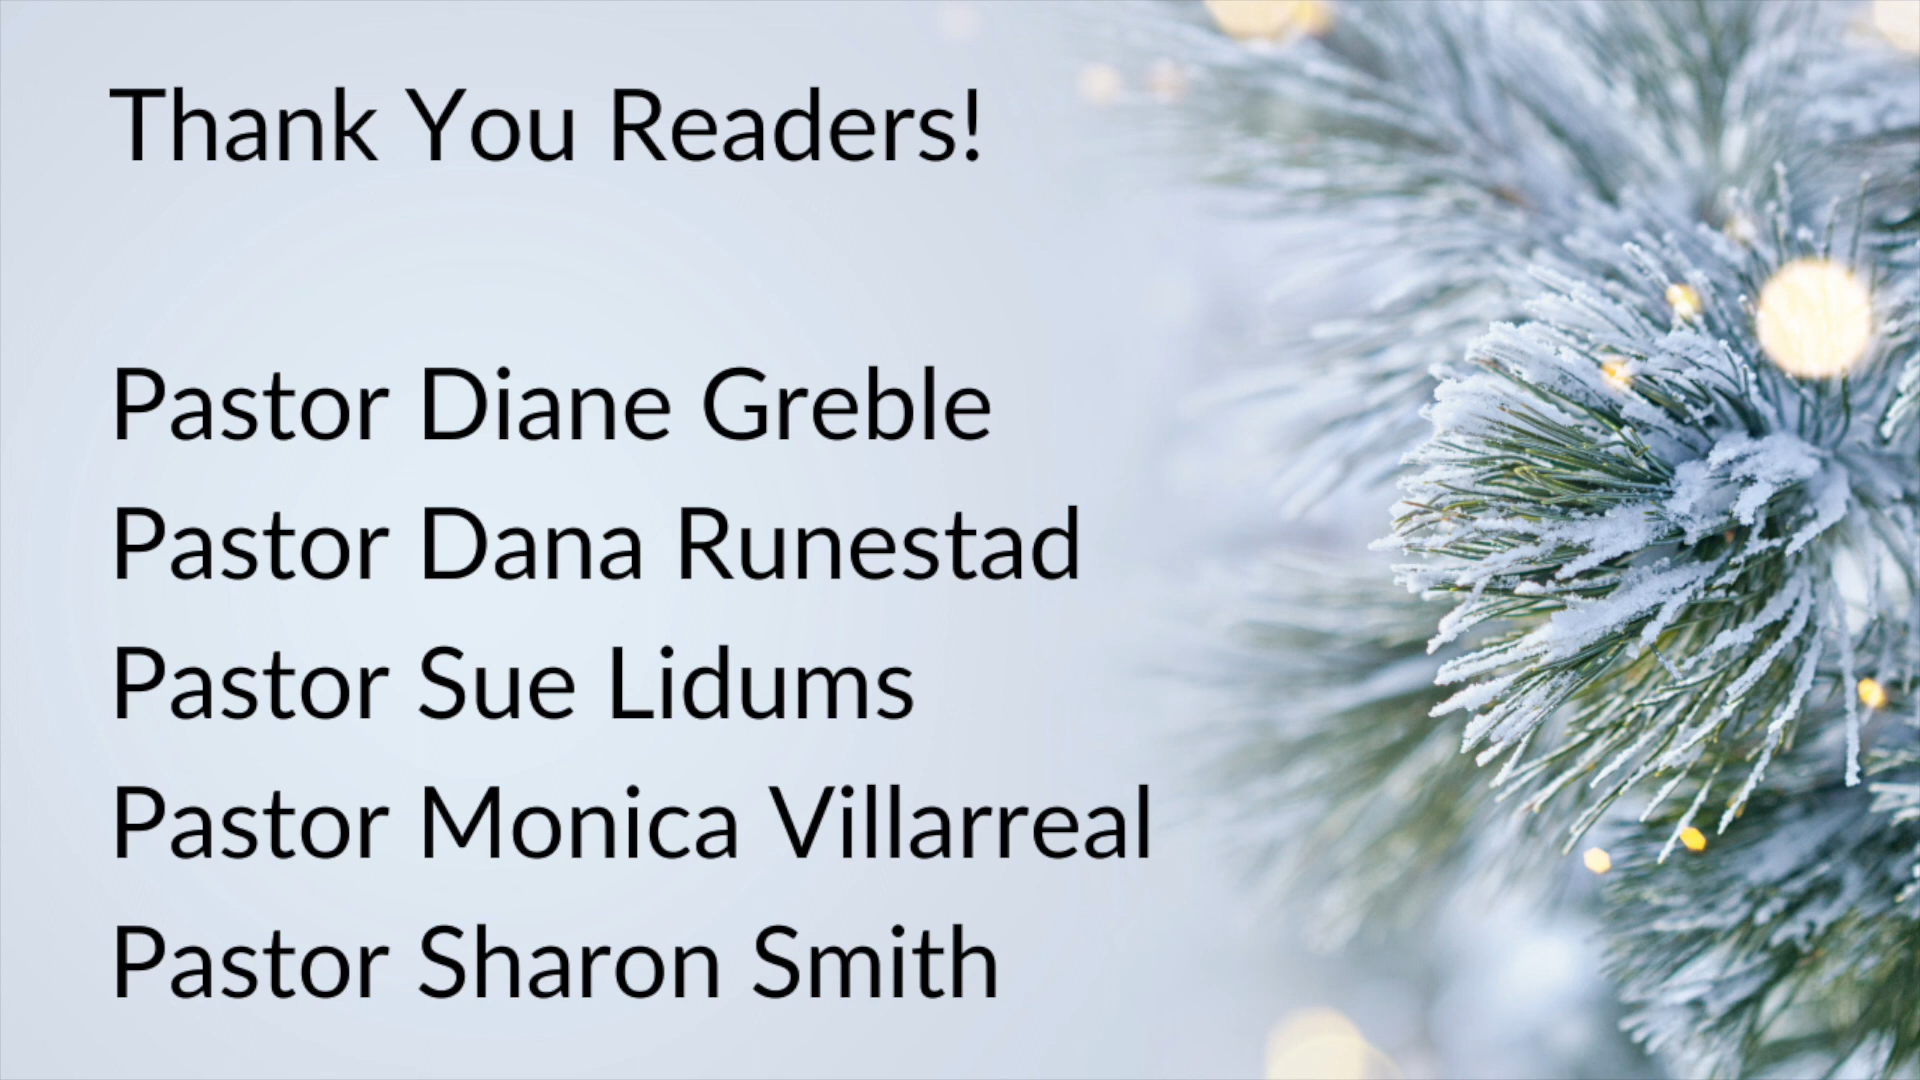 Thank You Readers!
Pastor Diane Greble
Pastor Dana Runestad
Pastor Sue Lidums
Pastor Monica Villarreal
Pastor Sharon Smith